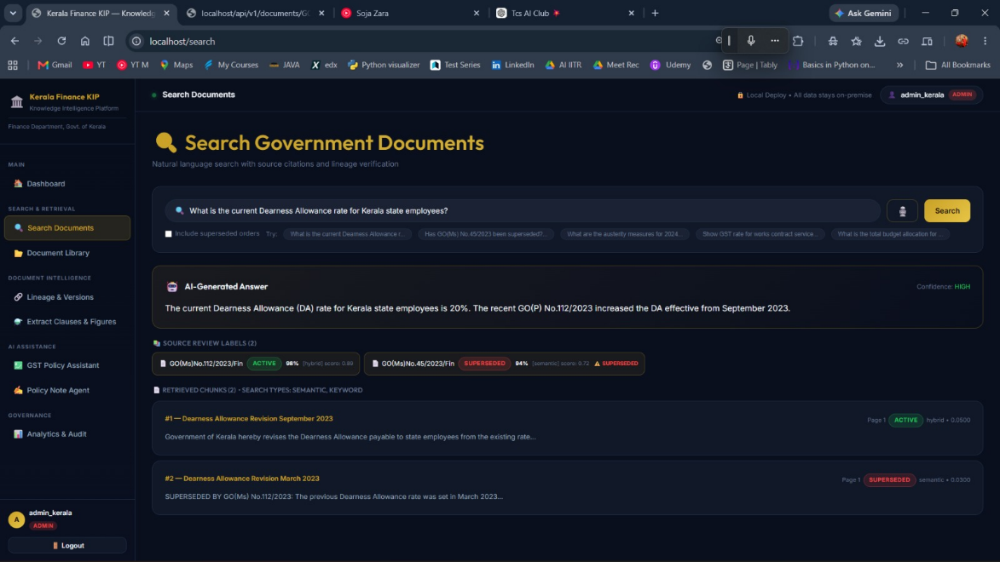 Kerala Finance KIP — Knowledg
localhost/api/v1/documents/GO
Soja Zara
Tcs AI Club
Ask Gemini
localhost/search
Gmail
YT
YT M
Maps
My Courses
JAVA
edx
Python visualizer
Test Series
LinkedIn
AI IITR
Meet Rec
Udemy
Page | Tably
Basics in Python on...
All Bookmarks
Kerala Finance KIP
Knowledge Intelligence Platform
Finance Department, Govt. of Kerala
MAIN
Dashboard
SEARCH & RETRIEVAL
Search Documents
Document Library
DOCUMENT INTELLIGENCE
Lineage & Versions
Extract Clauses & Figures
AI ASSISTANCE
GST Policy Assistant
Policy Note Agent
GOVERNANCE
Analytics & Audit
A
admin_kerala
ADMIN
Logout
Search Documents
Local Deploy • All data stays on-premise
admin_kerala ADMIN
Search Government Documents
Natural language search with source citations and lineage verification
What is the current Dearness Allowance rate for Kerala state employees?
Search
Include superseded orders Try: What is the current Dearness Allowance r... Has GO(Ms) No 45/2023 been superseded?... What are the austerity measures for 2024... Show GST rate for works contract service... What is the total budget allocation for ...
AI-Generated Answer
Confidence: HIGH
The current Dearness Allowance (DA) rate for Kerala state employees is 20%. The recent GO(P) No.112/2023 increased the DA effective from September 2023.
SOURCE REVIEW LABELS (2)
GO(Ms)No.112/2023/Fin ACTIVE 98% [hybrid] score: 0.89
GO(Ms)No.45/2023/Fin SUPERSEDED 94% [semantic] score: 0.72 SUPERSEDED
RETRIEVED CHUNKS (2) • SEARCH TYPES: SEMANTIC, KEYWORD
#1 — Dearness Allowance Revision September 2023
Page 1 ACTIVE hybrid • 0.0500
Government of Kerala hereby revises the Dearness Allowance payable to state employees from the existing rate...
#2 — Dearness Allowance Revision March 2023
Page 1 SUPERSEDED semantic • 0.0300
SUPERSEDED BY GO(Ms) No.112/2023: The previous Dearness Allowance rate was set in March 2023...